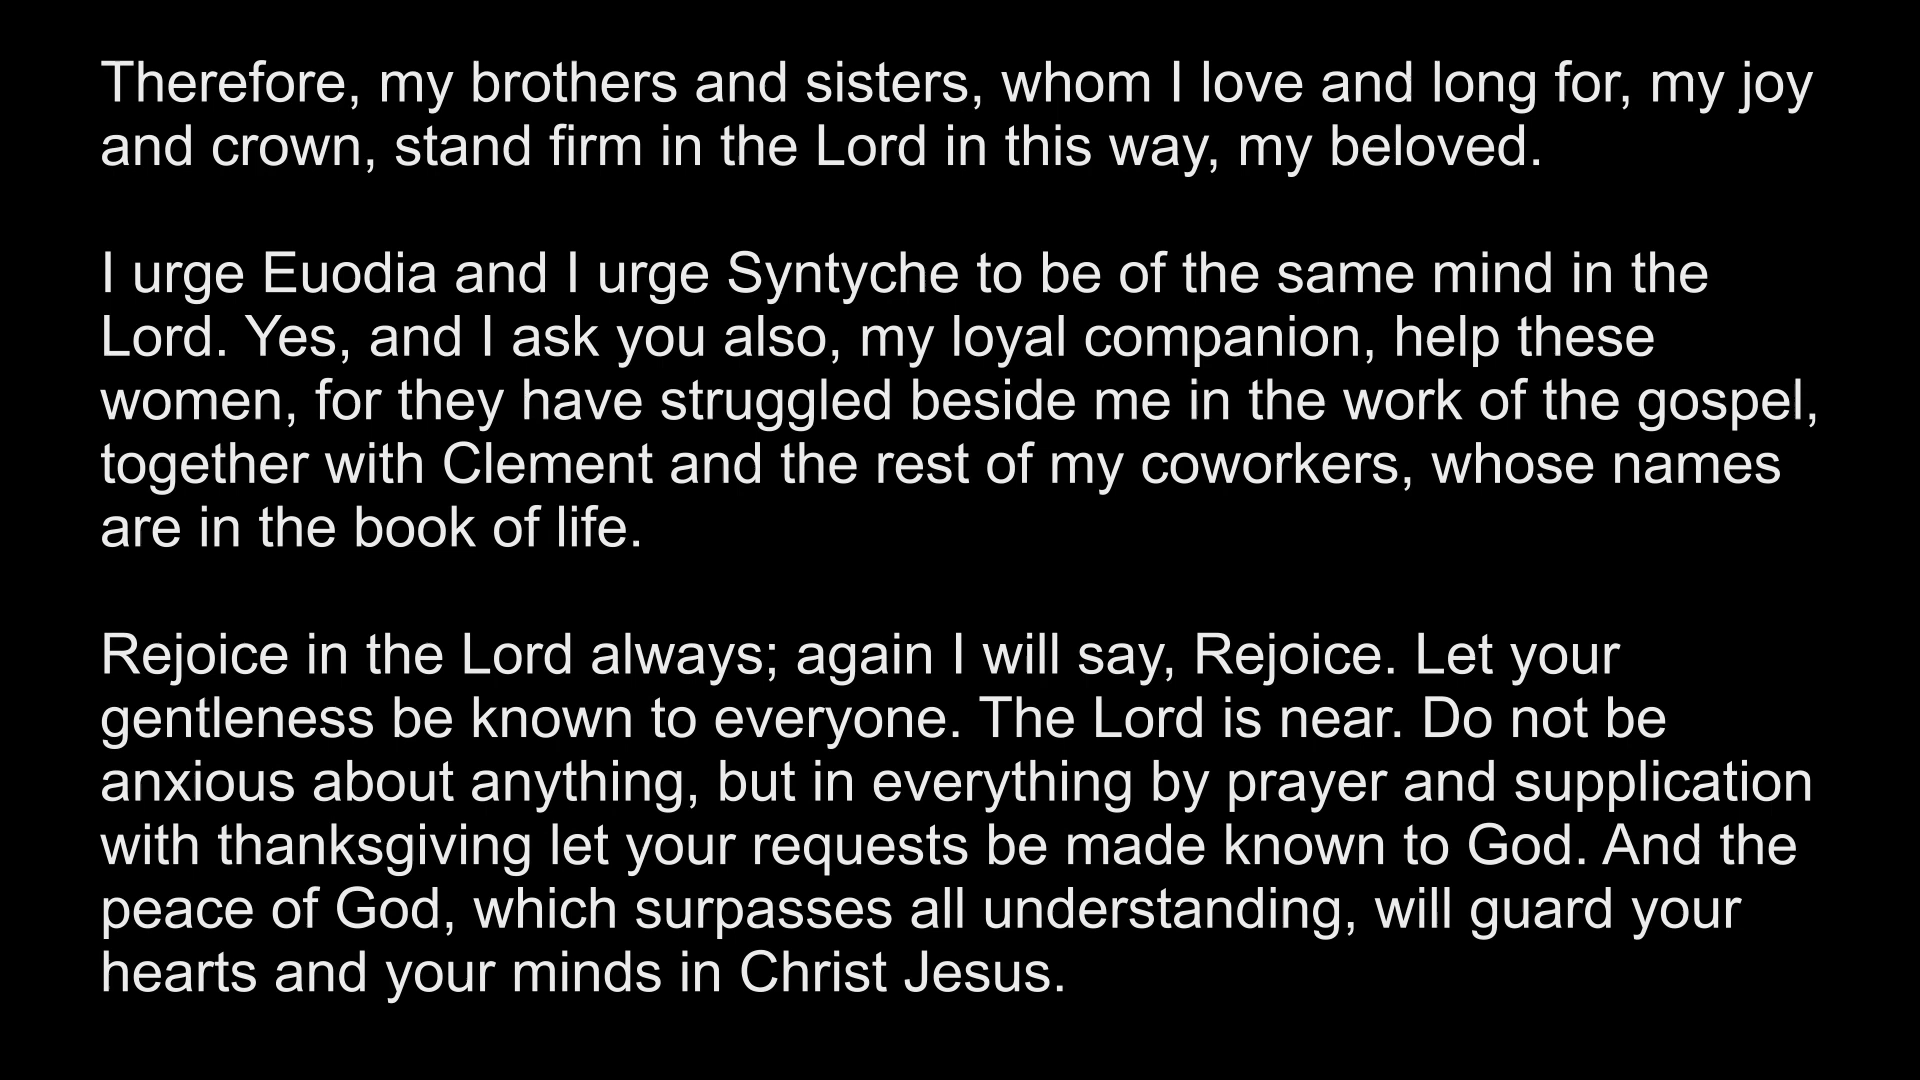 Therefore, my brothers and sisters, whom I love and long for, my joy
and crown, stand firm in the Lord in this way, my beloved.
I urge Euodia and I urge Syntyche to be of the same mind in the
Lord. Yes, and I ask you also, my loyal companion, help these
women, for they have struggled beside me in the work of the gospel,
together with Clement and the rest of my coworkers, whose names
are in the book of life.
Rejoice in the Lord always; again I will say, Rejoice. Let your
gentleness be known to everyone. The Lord is near. Do not be
anxious about anything, but in everything by prayer and supplication
with thanksgiving let your requests be made known to God. And the
peace of God, which surpasses all understanding, will guard your
hearts and your minds in Christ Jesus.